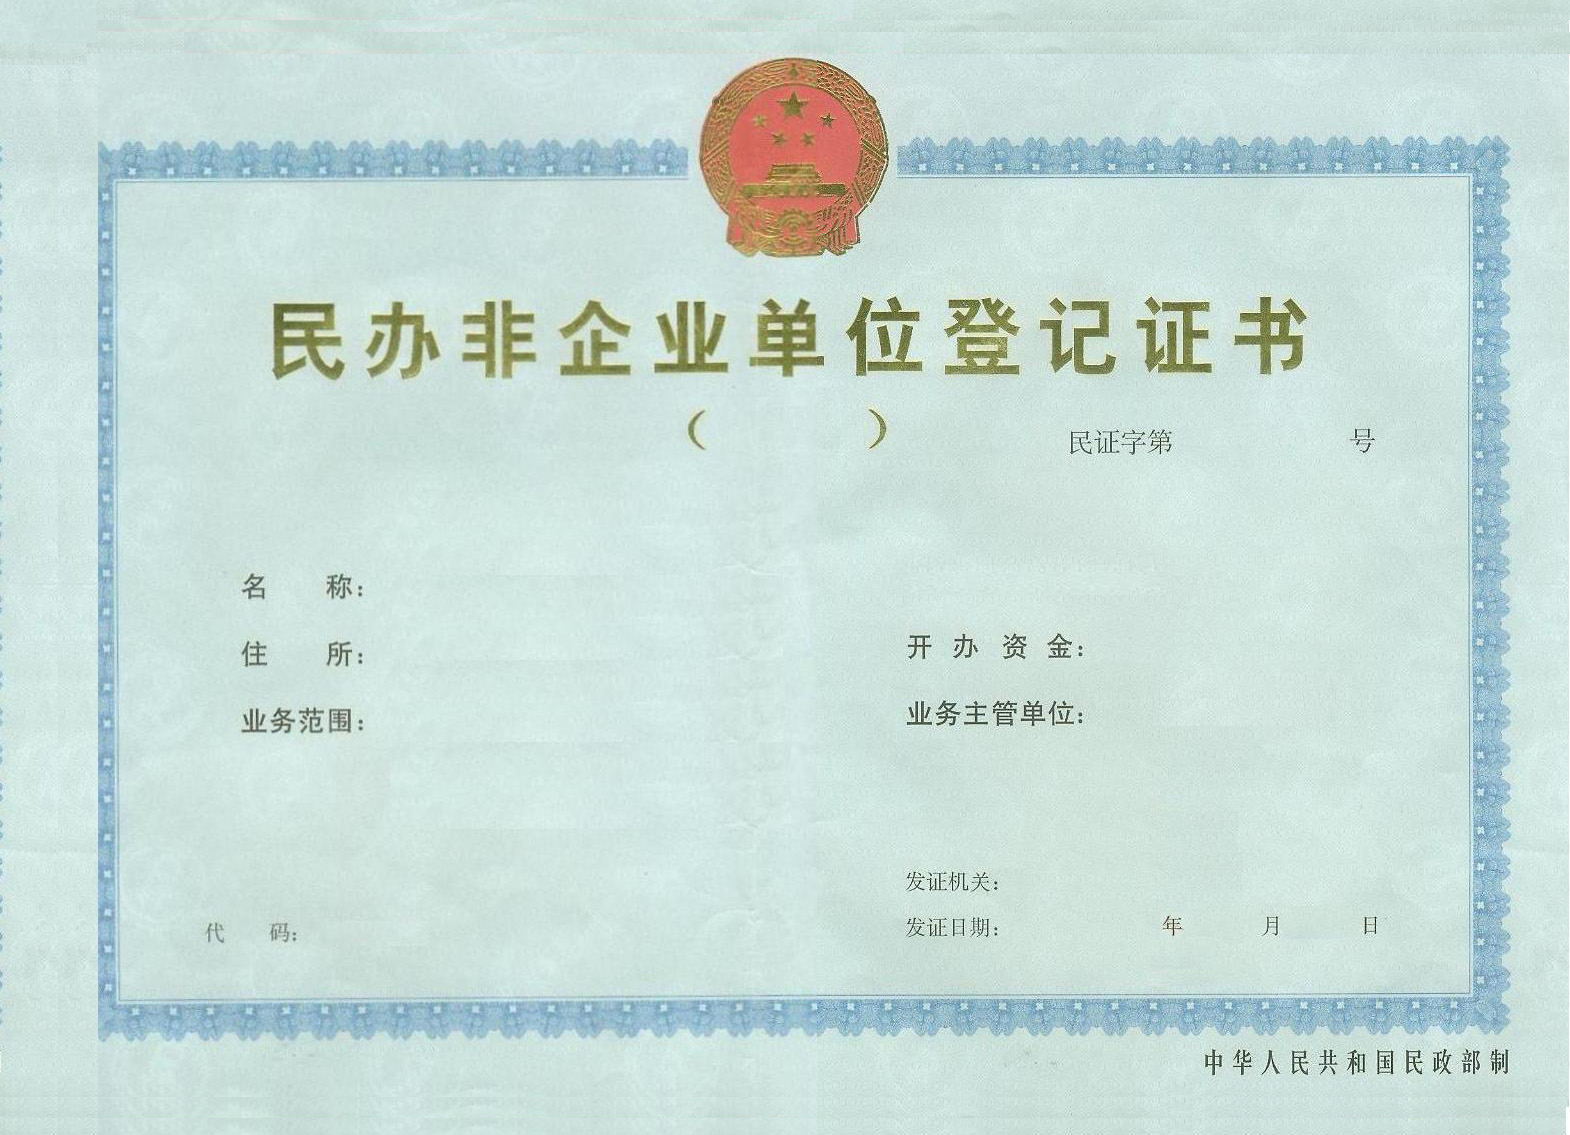 民办非企业单位登记证书
（ ）
民证字第 号
名 称：
住 所：
业务范围：
开办资金：
业务主管单位：
发证机关：
发证日期： 年 月 日
代 码：
中华人民共和国民政部制